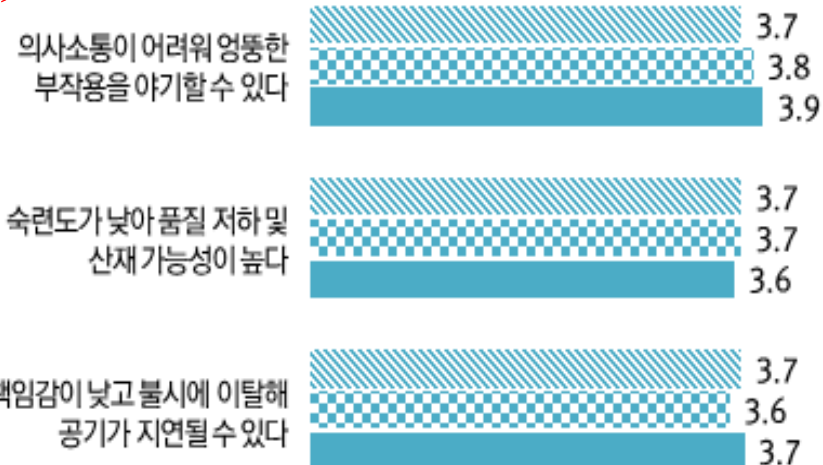 의사소통이 어려워 엉뚱한
부작용을 야기할 수 있다
3.7
3.8
3.9
숙련도가 낮아 품질 저하 및
산재 가능성이 높다
3.7
3.7
3.6
책임감이 낮고 불시에 이탈해
공기가 지연될 수 있다
3.7
3.6
3.7